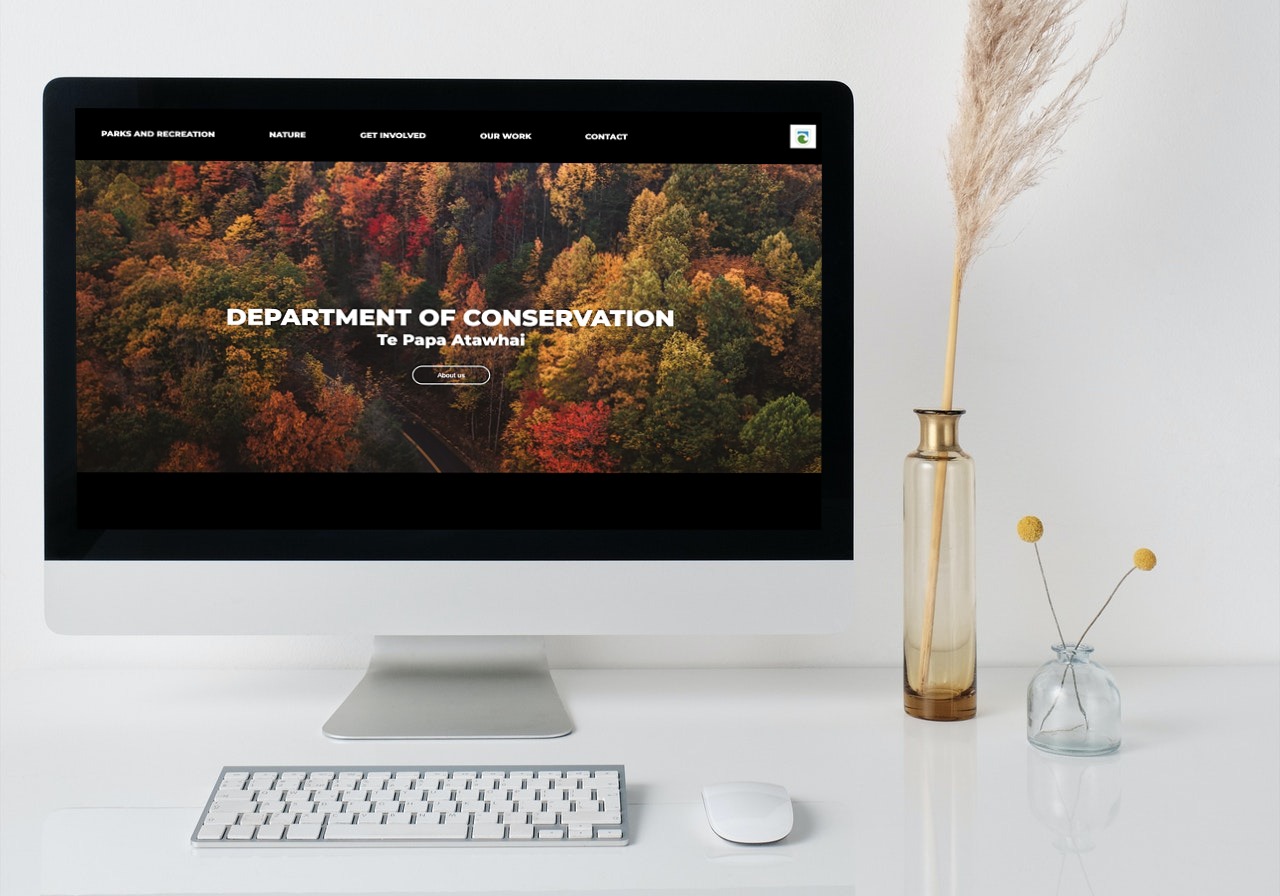 PARKS AND RECREATION NATURE GET INVOLVED OUR WORK CONTACT
DEPARTMENT OF CONSERVATION
Te Papa Atawhai
About us